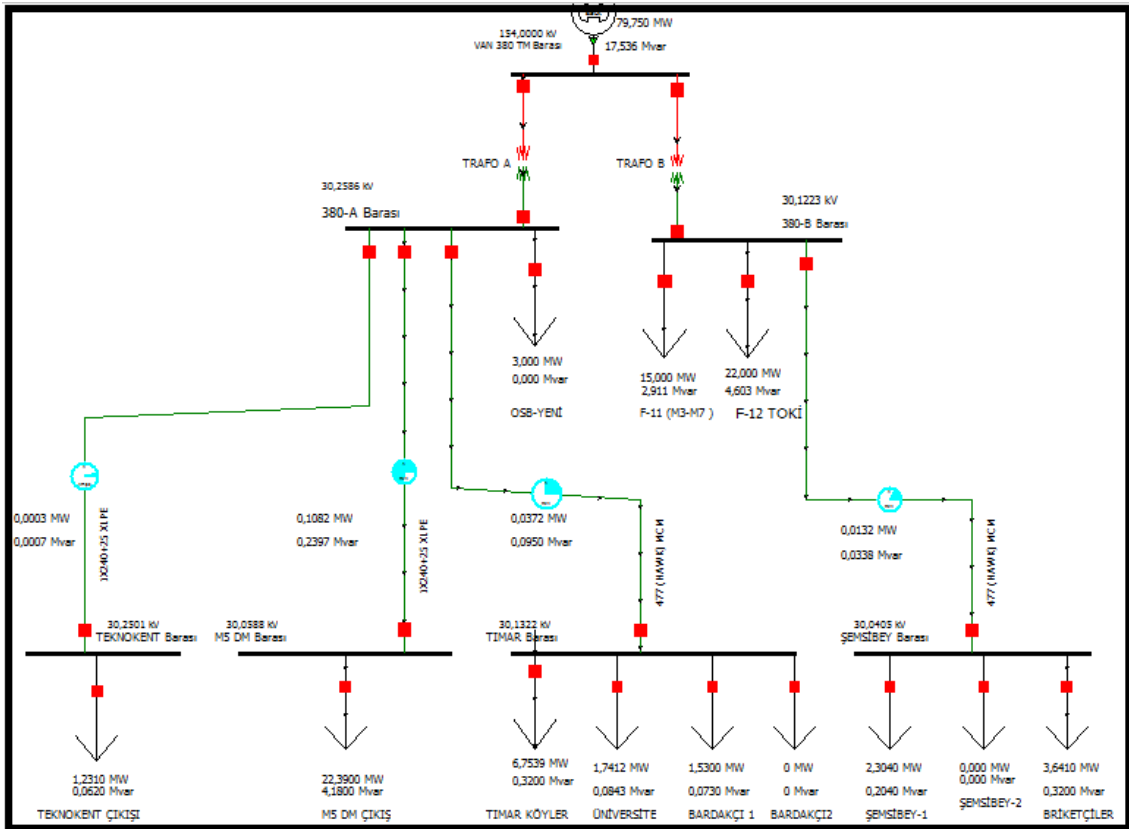 79,750 MW
154,0000 kV
VAN 380 TM Barası
17,536 Mvar
TRAFO A
TRAFO B
30,2586 kV
380-A Barası
30,1223 kV
380-B Barası
3,000 MW
0,000 Mvar
OSB-YENİ
15,000 MW
2,911 Mvar
F-11 (M3-M7 )
22,000 MW
4,603 Mvar
F-12 TOKİ
0,0003 MW
0,0007 Mvar
1X240+25 XLPE
0,1082 MW
0,2397 Mvar
1X240+25 XLPE
0,0372 MW
0,0950 Mvar
477 (HAWK) MCM
0,0132 MW
0,0338 Mvar
477 (HAWK) MCM
30,2501 kV
TEKNOKENT Barası
30,0588 kV
M5 DM Barası
30,1322 kV
TIMAR Barası
30,0405 kV
ŞEMSİBEY Barası
1,2310 MW
0,0620 Mvar
TEKNOKENT ÇIKIŞI
22,3900 MW
4,1800 Mvar
M5 DM ÇIKIŞ
6,7539 MW
0,3200 Mvar
TIMAR KÖYLER
1,7412 MW
0,0843 Mvar
ÜNİVERSİTE
1,5300 MW
0,0730 Mvar
BARDAKÇI 1
0 MW
0 Mvar
BARDAKÇI2
2,3040 MW
0,2040 Mvar
ŞEMSİBEY-1
0,000 MW
0,000 Mvar
ŞEMSİBEY-2
3,6410 MW
0,3200 Mvar
BRİKETÇİLER